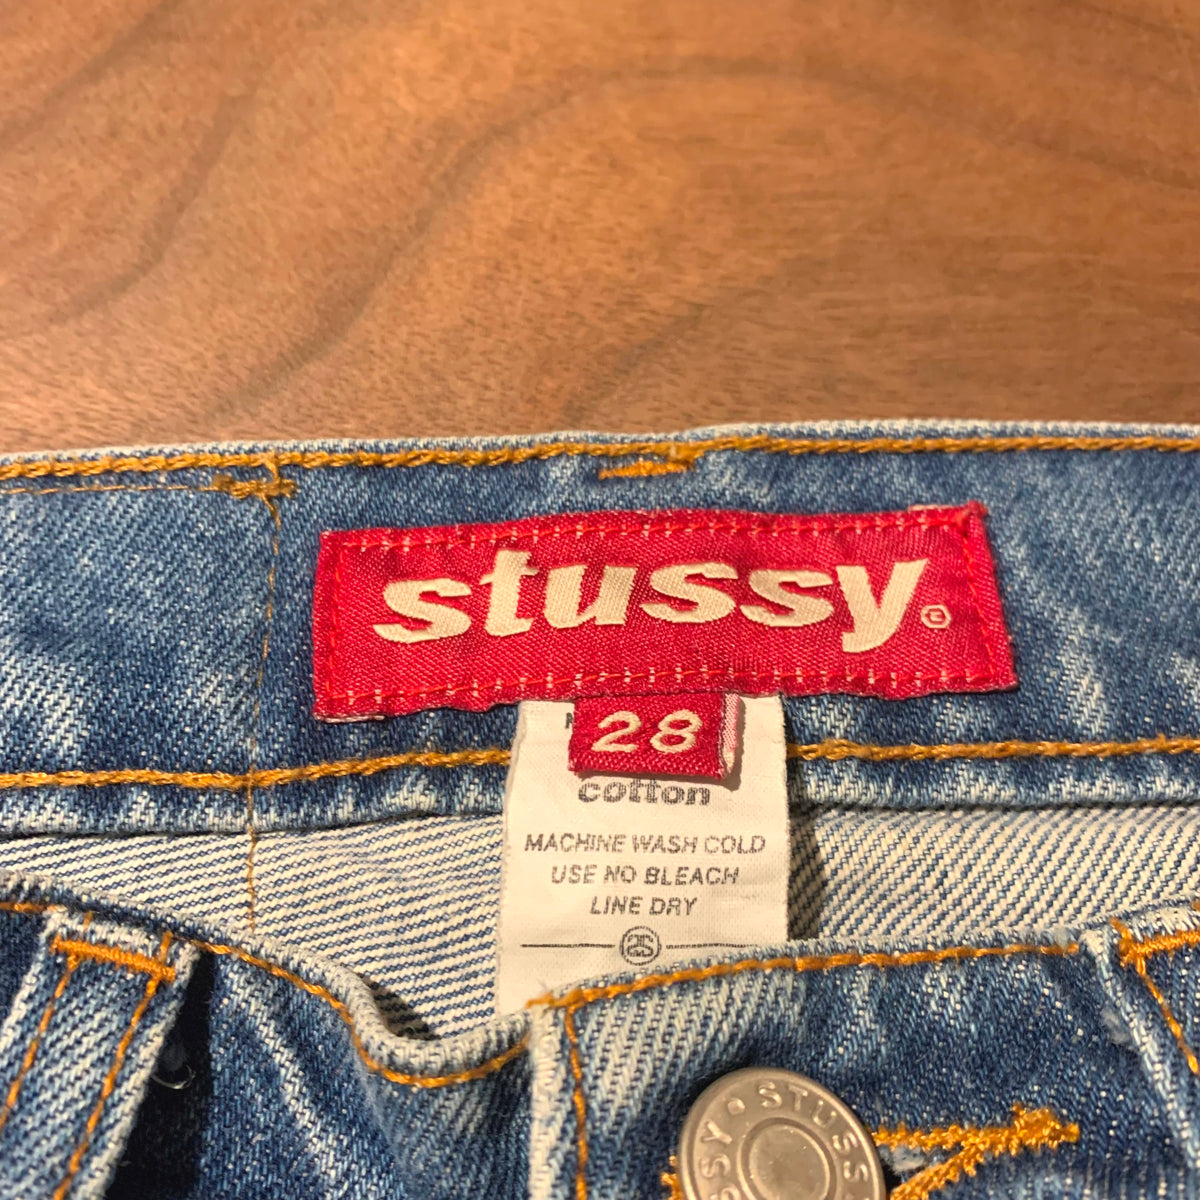 stussy®
28
cotton
MACHINE WASH COLD
USE NO BLEACH
LINE DRY
STUSSY